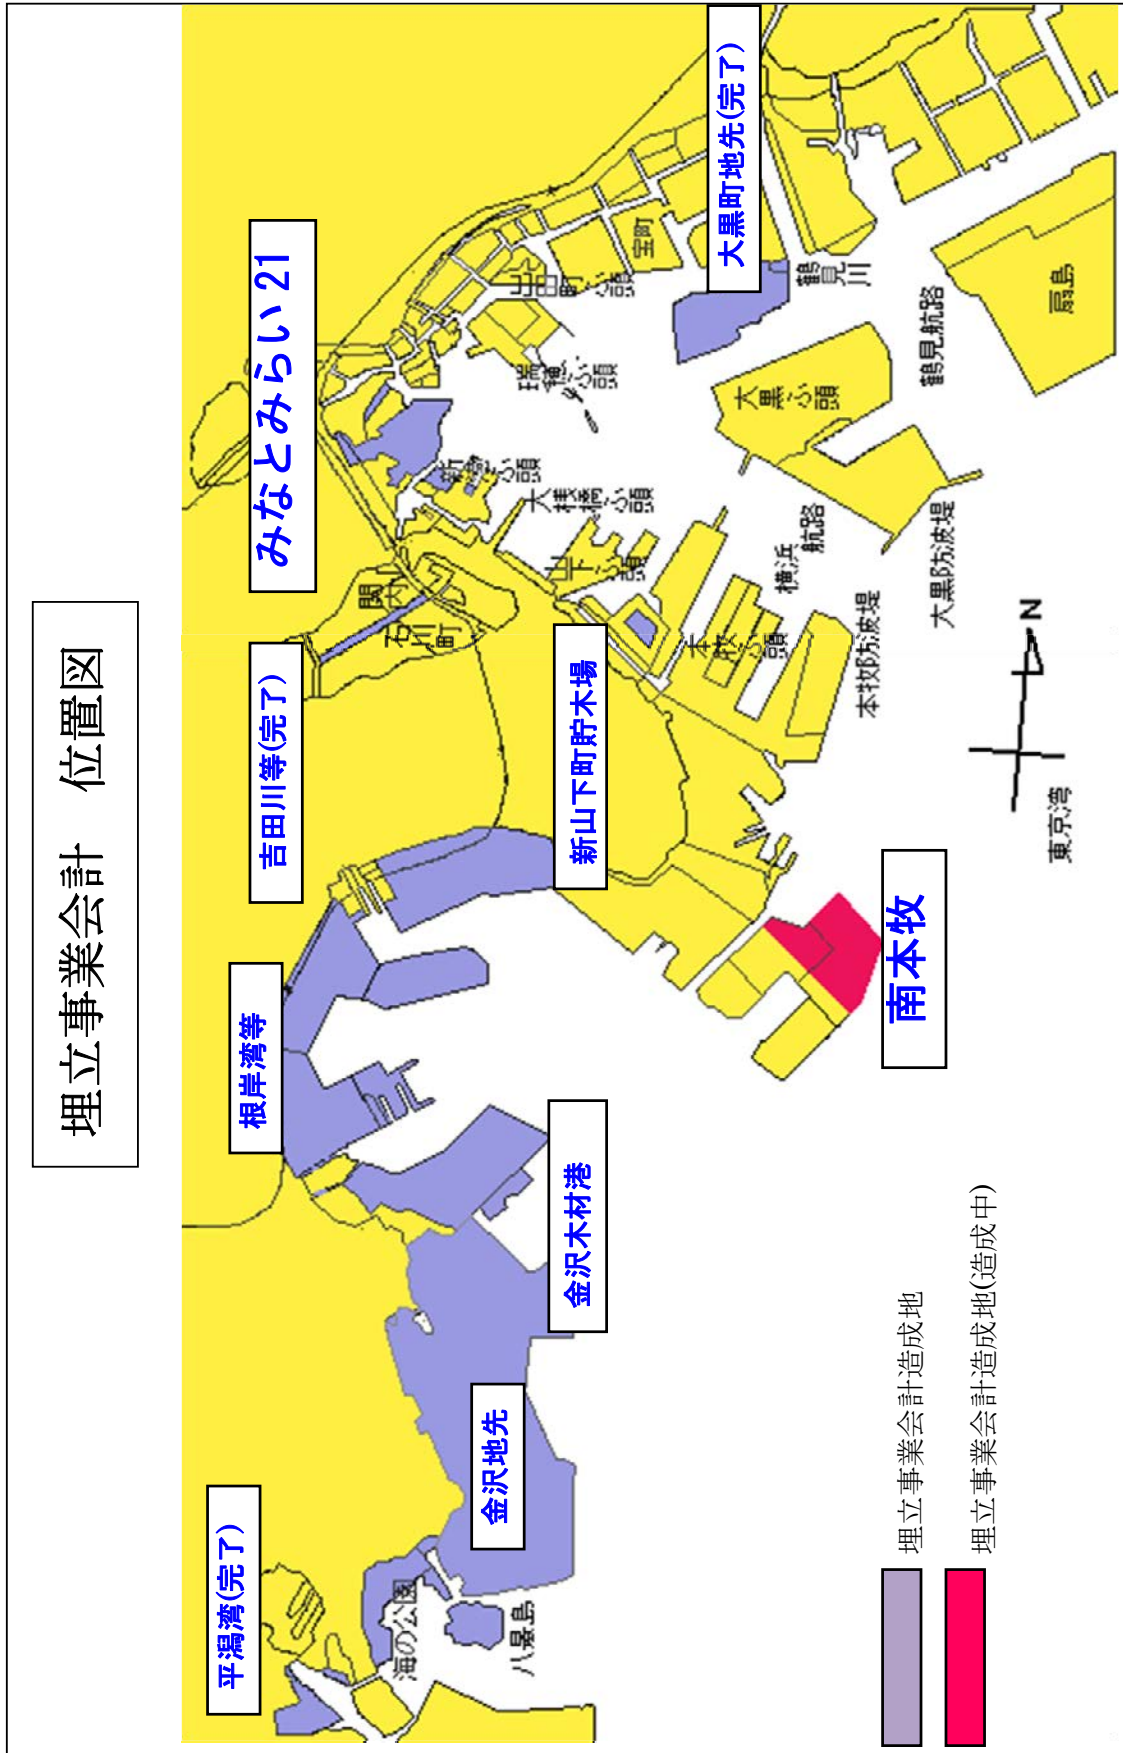 埋立事業会計　位置図
平潟湾(完了)
金沢地先
金沢木材港
根岸湾等
吉田川等(完了)
新山下町貯木場
みなとみらい21
大黒町地先(完了)
南本牧
海の公園
八景島
石川町
関内
山下ふ頭
大桟橋ふ頭
新港ふ頭
瑞穂ふ頭
山田町ふ頭
宝町
鶴見川
鶴見航路
扇島
大黒ふ頭
横浜航路
本牧ふ頭
本牧防波堤
大黒防波堤
東京湾
N
埋立事業会計造成地
埋立事業会計造成地(造成中)